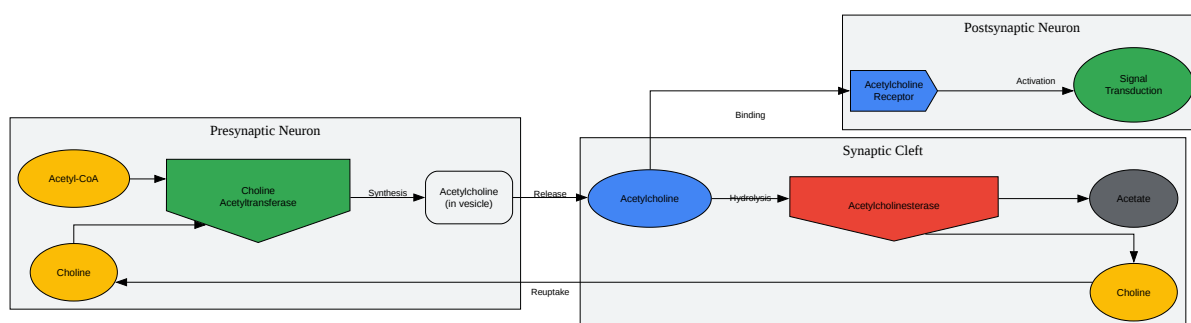 Postsynaptic Neuron
Acetylcholine
Receptor
Activation
Signal
Transduction
Binding
Presynaptic Neuron
Synaptic Cleft
Acetyl-CoA
Choline
Acetyltransferase
Synthesis
Acetylcholine
(in vesicle)
Release
Acetylcholine
Hydrolysis
Acetylcholinesterase
Acetate
Choline
Reuptake
Choline